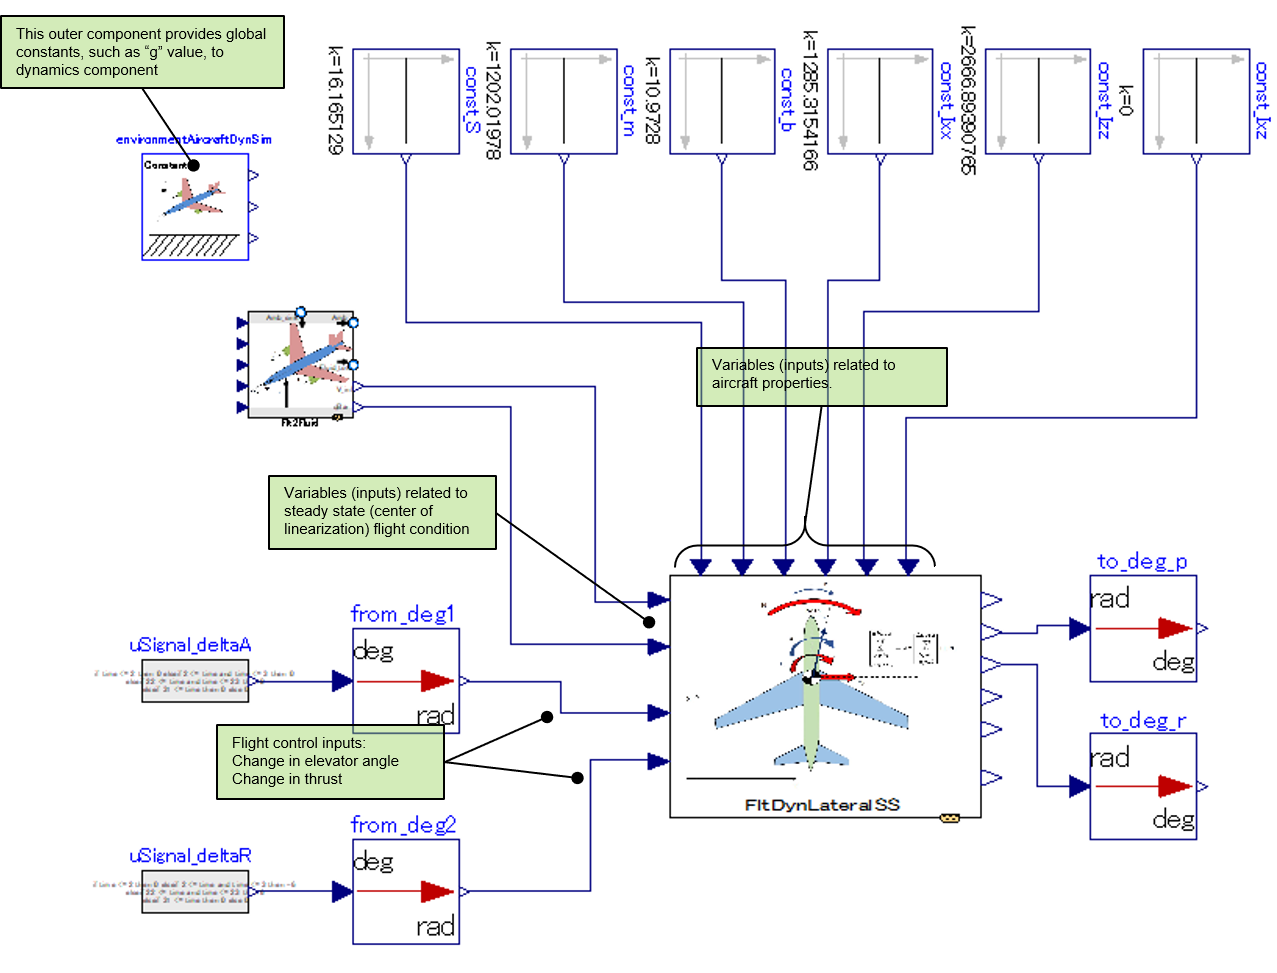 This outer component provides global
constants, such as “g” value, to
dynamics component
environmentAircraftDynSim
Constant
k=16.165129
const_S
k=1202.01978
const_m
k=10.9728
const_b
k=1285.3154166
const_Ixx
k=2666.89390765
const_Izz
k=0
const_Ixz
Flt2Fluid
Variables (inputs) related to
aircraft properties.
Variables (inputs) related to
steady state (center of
linearization) flight condition
uSignal_deltaA
from_deg1
deg
rad
Flight control inputs:
Change in elevator angle
Change in thrust
uSignal_deltaR
from_deg2
deg
rad
FltDynLateralSS
to_deg_p
rad
deg
to_deg_r
rad
deg